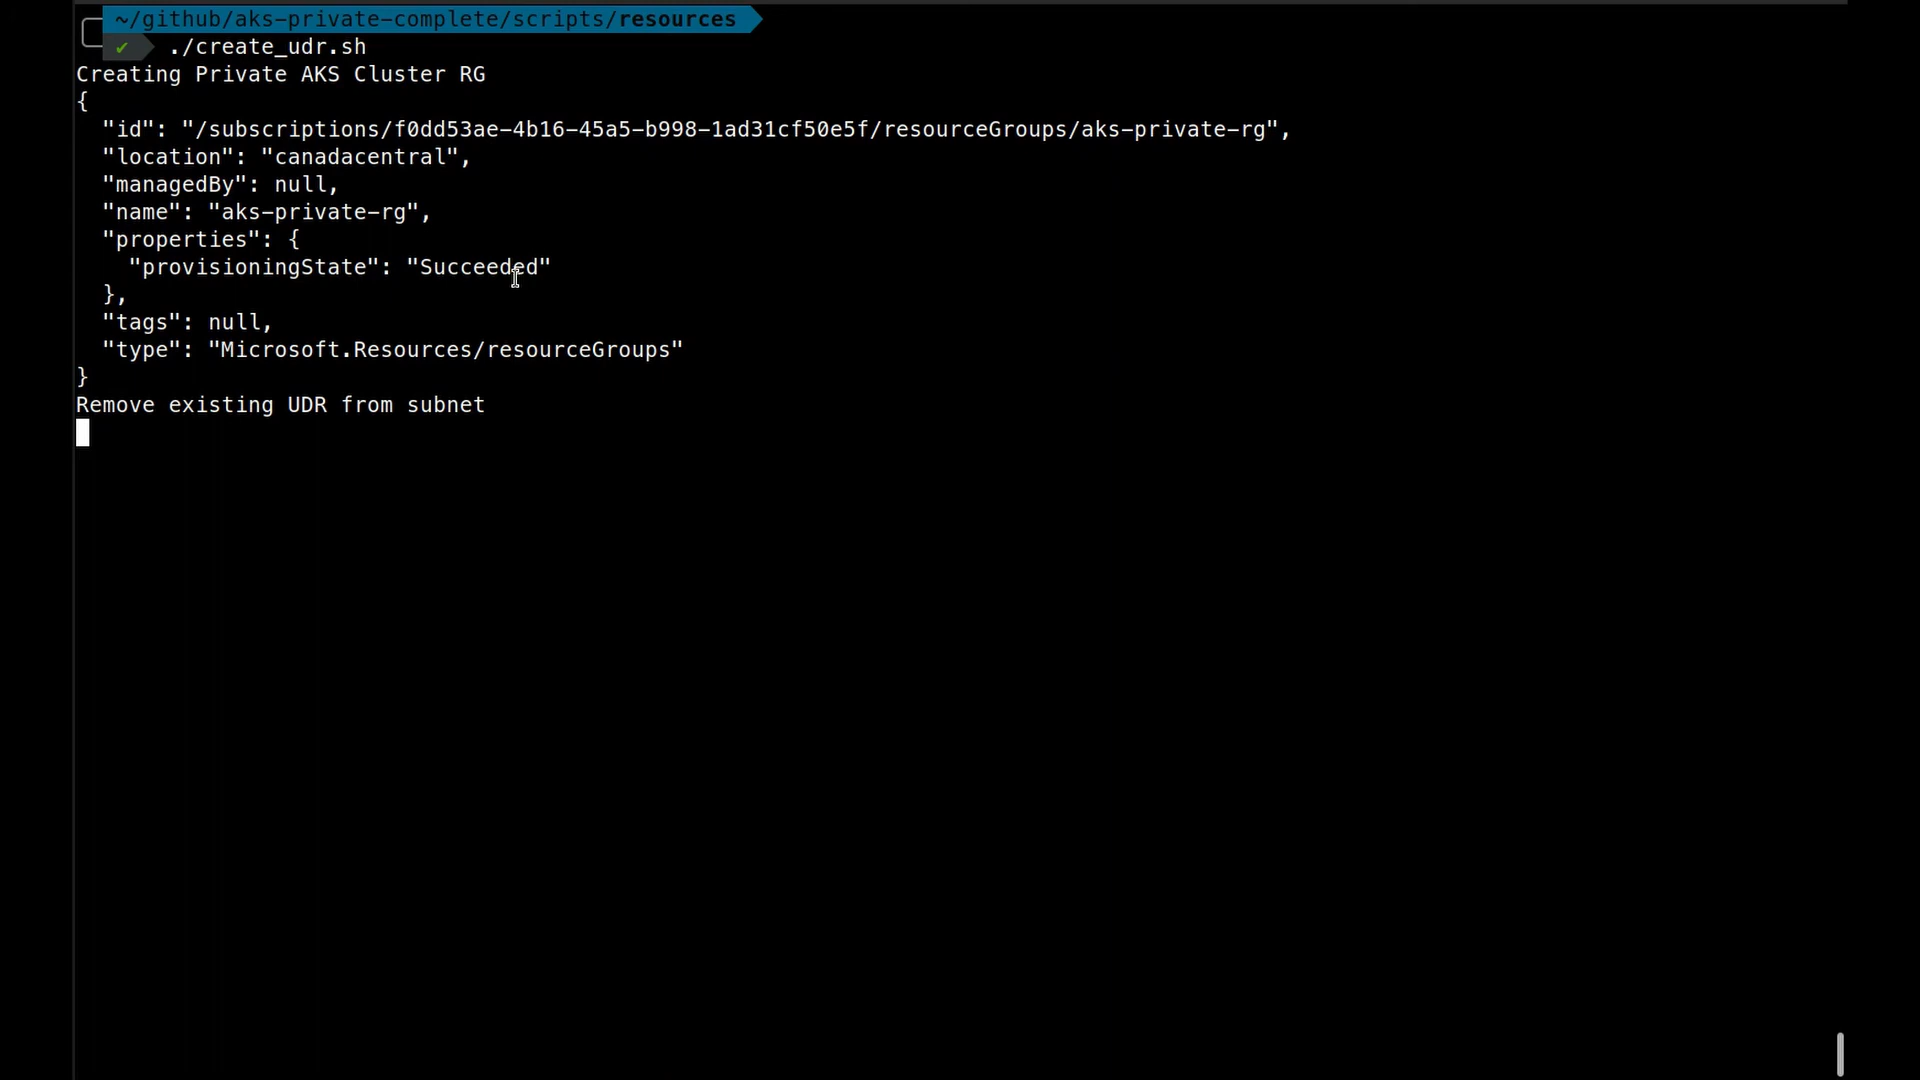 ~/github/aks-private-complete/scripts/resources
✔ ./create_udr.sh
Creating Private AKS Cluster RG
{
  "id": "/subscriptions/f0dd53ae-4b16-45a5-b998-1ad31cf50e5f/resourceGroups/aks-private-rg",
  "location": "canadacentral",
  "managedBy": null,
  "name": "aks-private-rg",
  "properties": {
    "provisioningState": "Succeeded"
  },
  "tags": null,
  "type": "Microsoft.Resources/resourceGroups"
}
Remove existing UDR from subnet